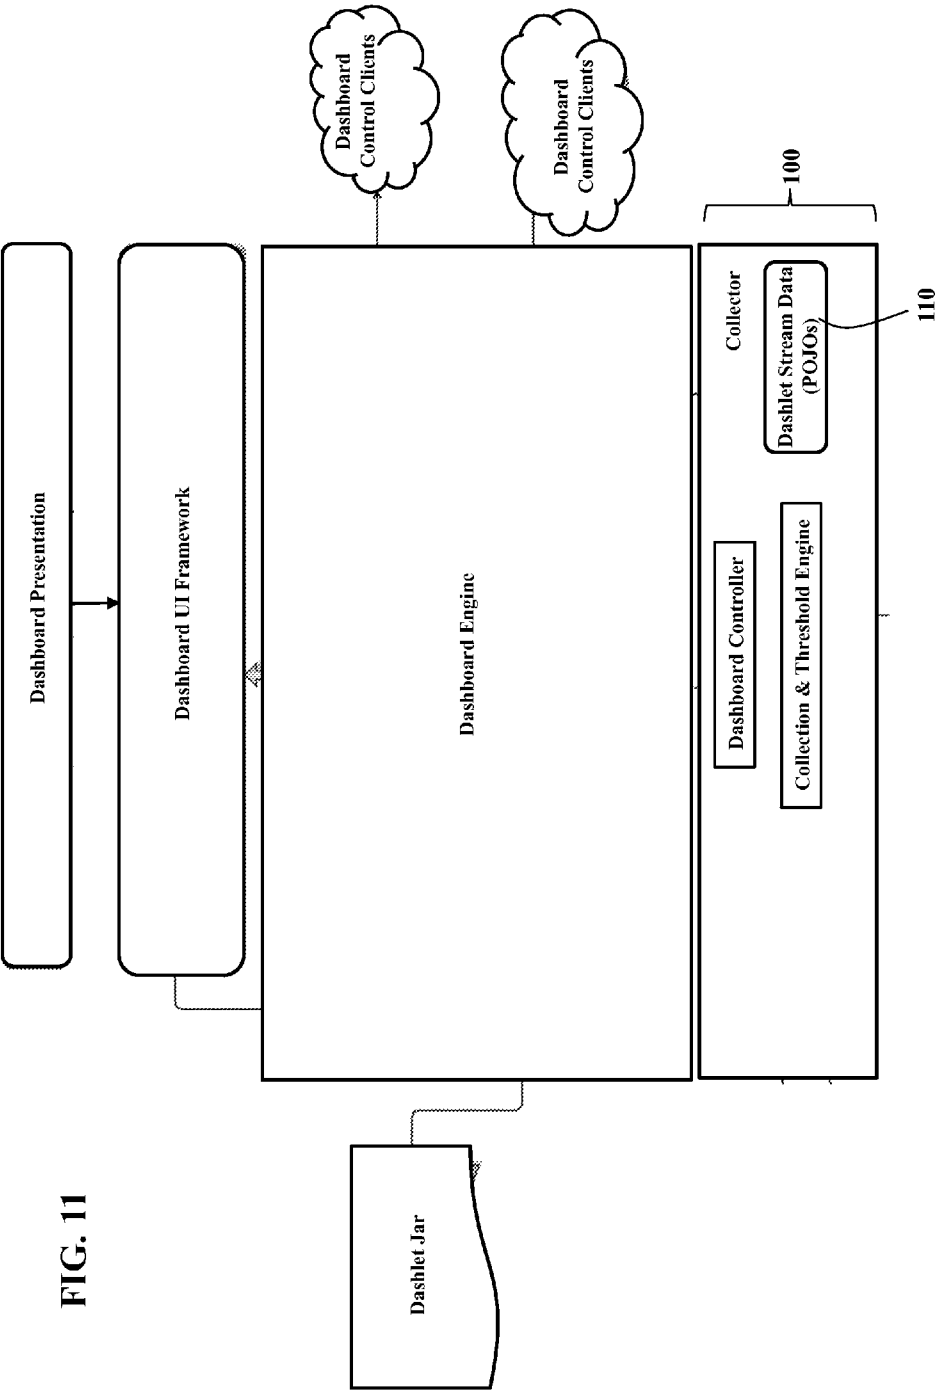 Dashboard Presentation
Dashboard UI Framework
Dashboard
Control Clients
Dashboard
Control Clients
Dashboard Engine
Dashlet Jar
Collector
Dashboard Controller
Collection & Threshold Engine
Dashlet Stream Data
(POJOs)
100
110
FIG. 11